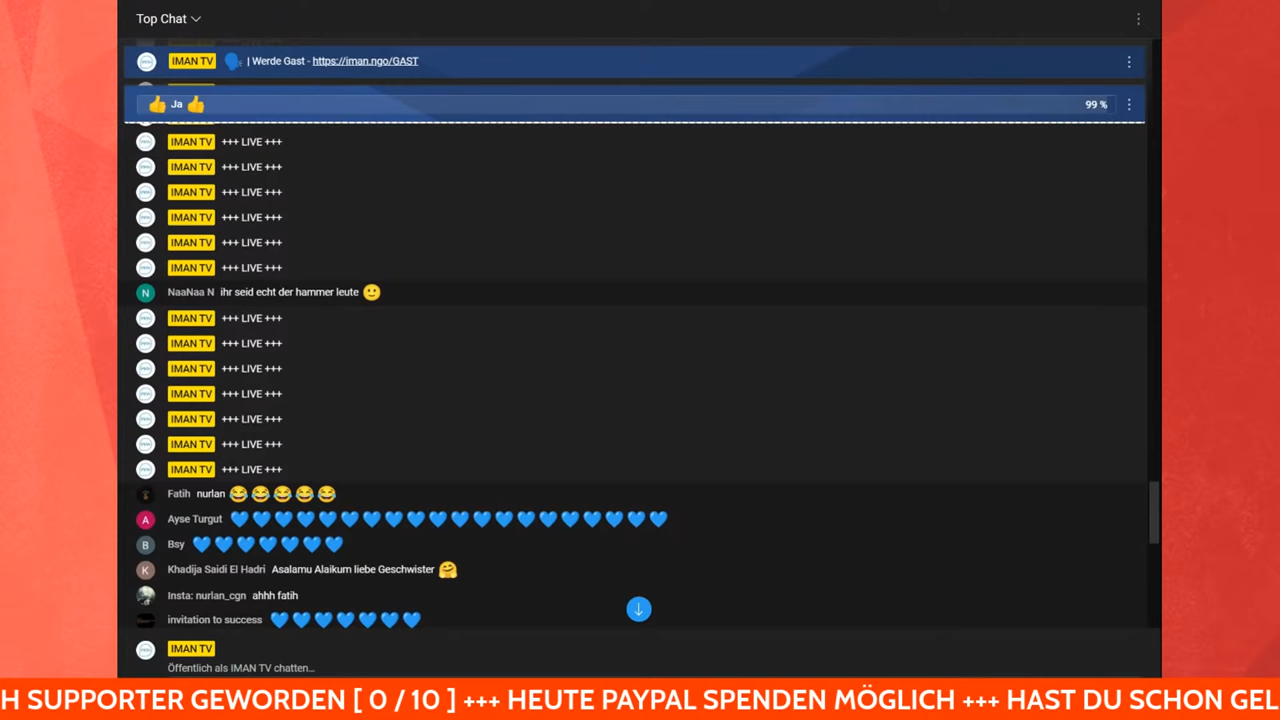 Top Chat
IMAN TV | Werde Gast - https://iman.ngo/GAST
👍 Ja 👍 99 %
IMAN TV +++ LIVE +++
IMAN TV +++ LIVE +++
IMAN TV +++ LIVE +++
IMAN TV +++ LIVE +++
IMAN TV +++ LIVE +++
IMAN TV +++ LIVE +++
N NaaNaa N ihr seid echt der hammer leute 🙂
IMAN TV +++ LIVE +++
IMAN TV +++ LIVE +++
IMAN TV +++ LIVE +++
IMAN TV +++ LIVE +++
IMAN TV +++ LIVE +++
IMAN TV +++ LIVE +++
IMAN TV +++ LIVE +++
Fatih nurlan 😂😂😂😂😂
A Ayse Turgut 💙💙💙💙💙💙💙💙💙💙💙💙💙💙💙💙💙💙💙💙
B Bsy 💙💙💙💙💙💙💙
K Khadija Saidi El Hadri Asalamu Alaikum liebe Geschwister 🤗
Insta: nurlan_cgn ahhh fatih
invitation to success 💙💙💙💙💙💙💙
IMAN TV
Öffentlich als IMAN TV chatten...
H SUPPORTER GEWORDEN [ 0 / 10 ] +++ HEUTE PAYPAL SPENDEN MÖGLICH +++ HAST DU SCHON GEL